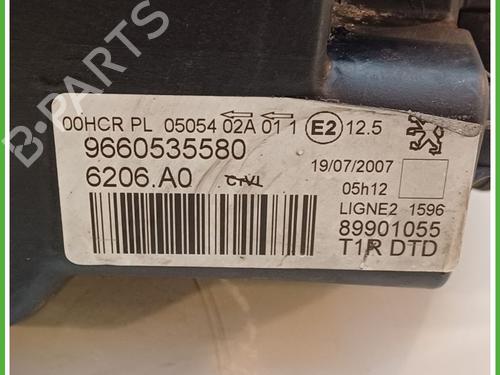 B-PARTS
00HCR PL 05054 02A 01 1 E2 12.5
9660535580
19/07/2007
6206.A0 CTVL
05h12
LIGNE2 1596
89901055
T1R DTD